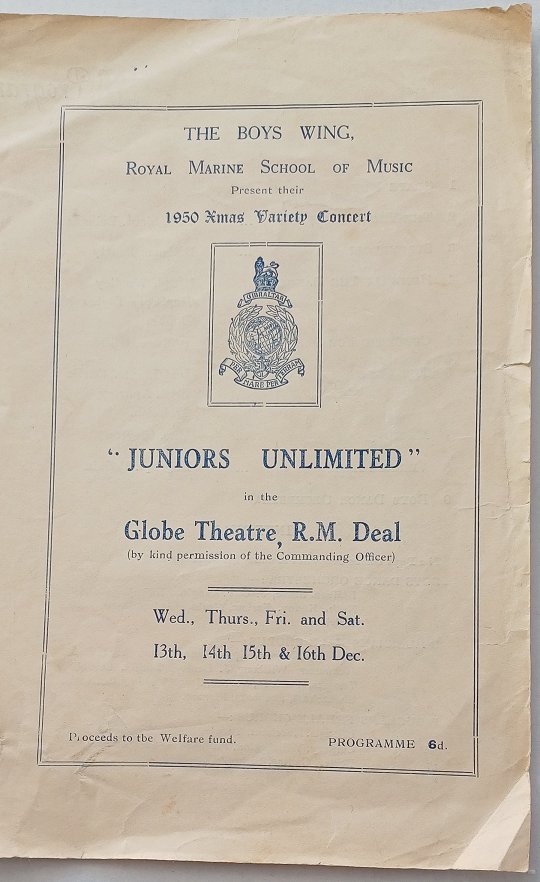 THE BOYS WING,
ROYAL MARINE SCHOOL OF MUSIC
Present their
1950 Xmas Variety Concert
GIBRALTAR
PER MARE PER TERRAM
"JUNIORS UNLIMITED"
in the
Globe Theatre, R.M. Deal
(by kind permission of the Commanding Officer)
Wed., Thurs., Fri. and Sat.
13th, 14th 15th & 16th Dec.
Proceeds to the Welfare fund.
PROGRAMME 6d.